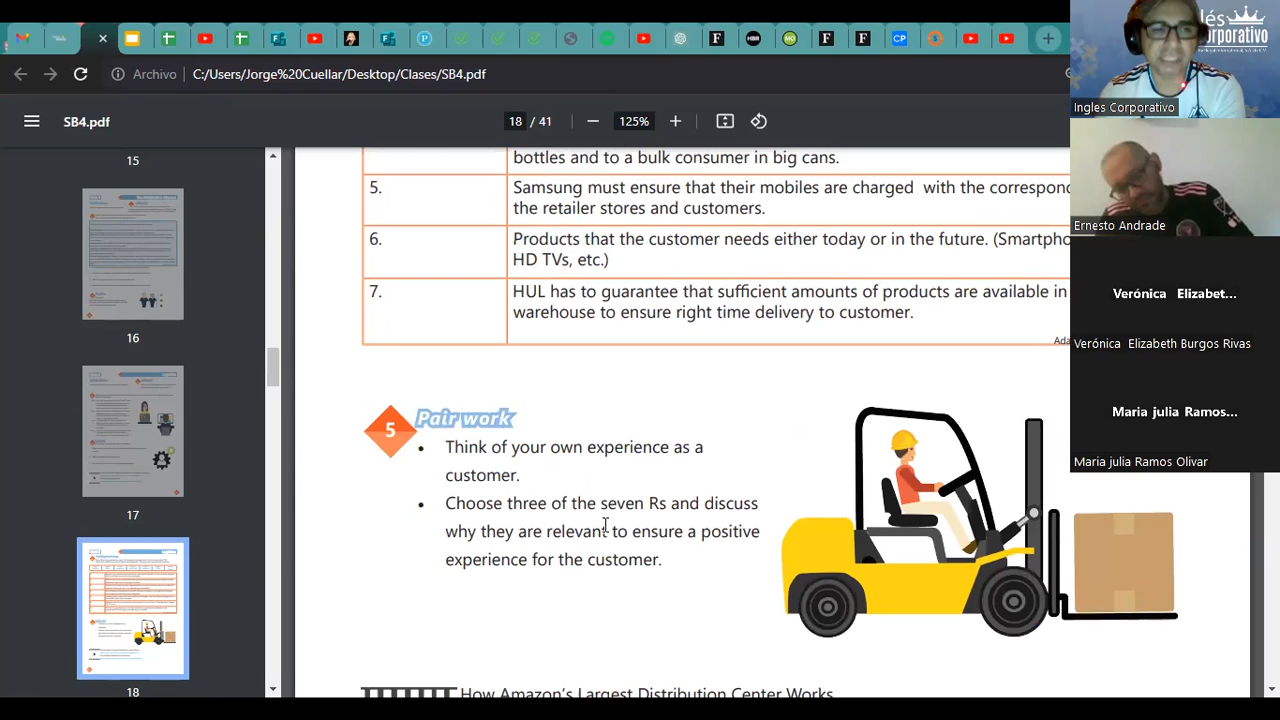 Archivo
C:/Users/Jorge%20Cuellar/Desktop/Clases/SB4.pdf
SB4.pdf
18 / 41
125%
15
16
17
18
bottles and to a bulk consumer in big cans.
5.
Samsung must ensure that their mobiles are charged with the correspond
the retailer stores and customers.
6.
Products that the customer needs either today or in the future. (Smartpho
HD TVs, etc.)
7.
HUL has to guarantee that sufficient amounts of products are available in
warehouse to ensure right time delivery to customer.
Ada
5
Pair work
• Think of your own experience as a
customer.
• Choose three of the seven Rs and discuss
why they are relevant to ensure a positive
experience for the customer.
How Amazon's Largest Distribution Center Works
lés
orporativo
Ingles Corporativo
Ernesto Andrade
Verónica Elizabet...
Verónica Elizabeth Burgos Rivas
Maria julia Ramos...
Maria julia Ramos Olivar